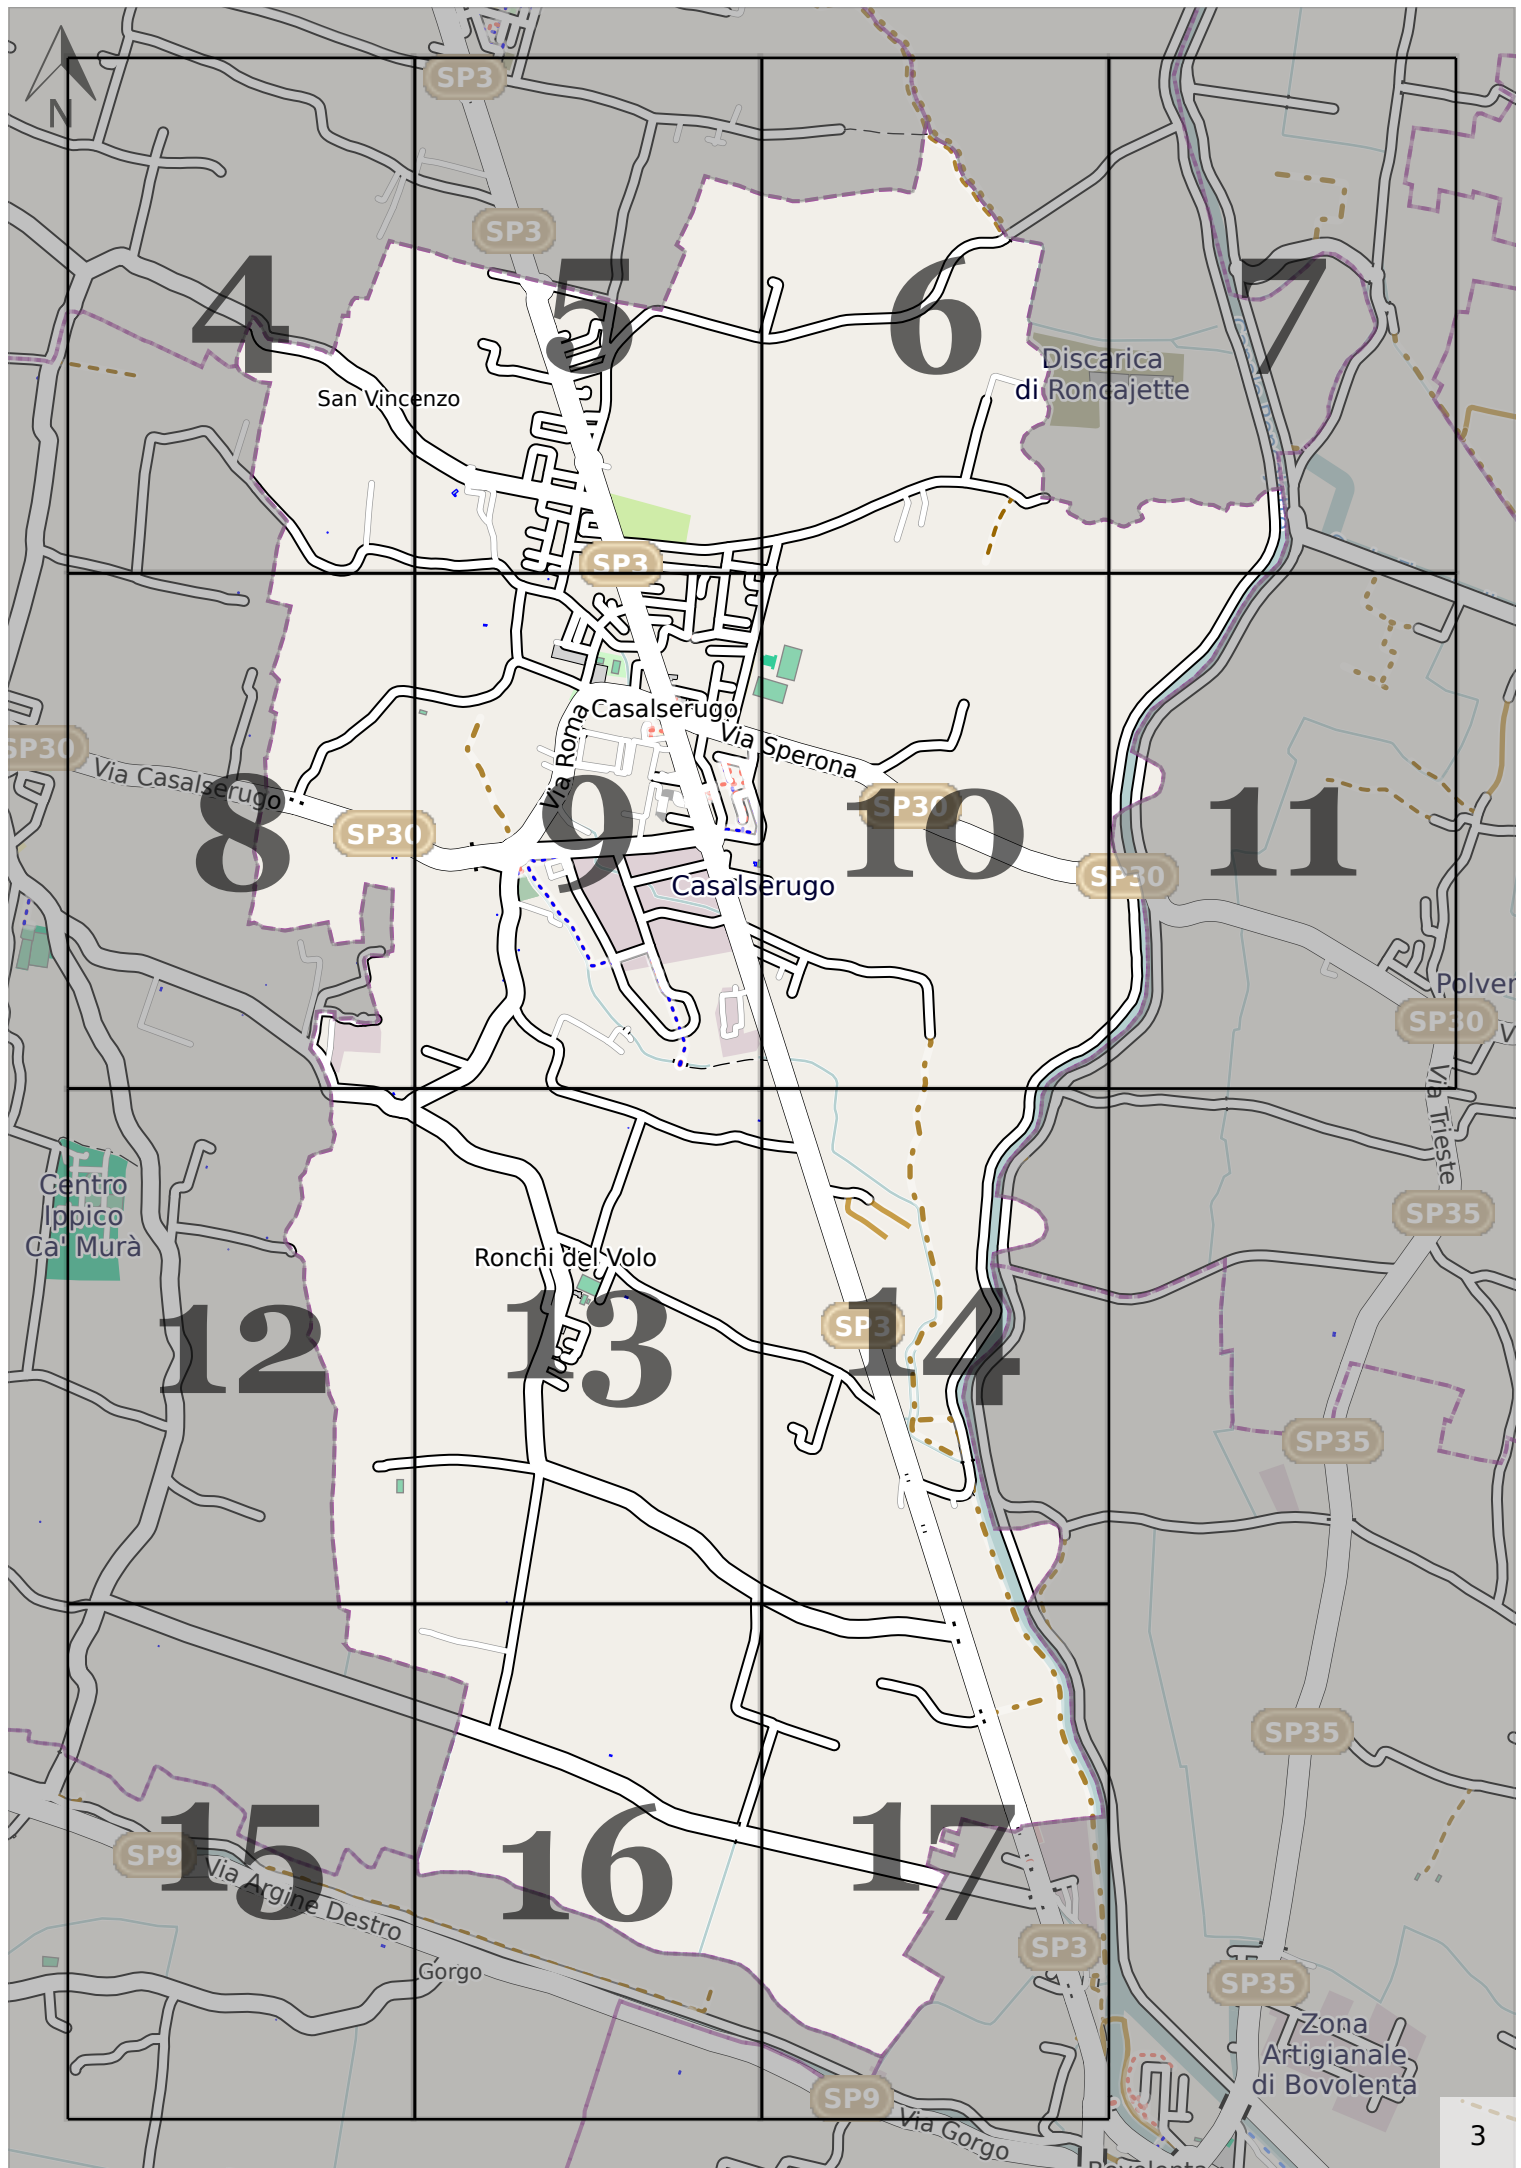 N
SP3
SP3
4
5
6
7
San Vincenzo
Discarica
di Roncajette
SP3
SP30
Via Casalserugo
SP30
Via Roma
Casalserugo
Via Sperona
SP30
8
9
10
11
Casalserugo
SP30
Polver
SP30
V
Via Trieste
Centro
Ippico
Ca' Murà
SP35
Ronchi del Volo
12
13
SP3
14
SP35
SP35
SP9
Via Argine Destro
15
16
17
Gorgo
SP3
SP35
Zona
Artigianale
di Bovolenta
SP9
Via Gorgo
Bovolenta
3